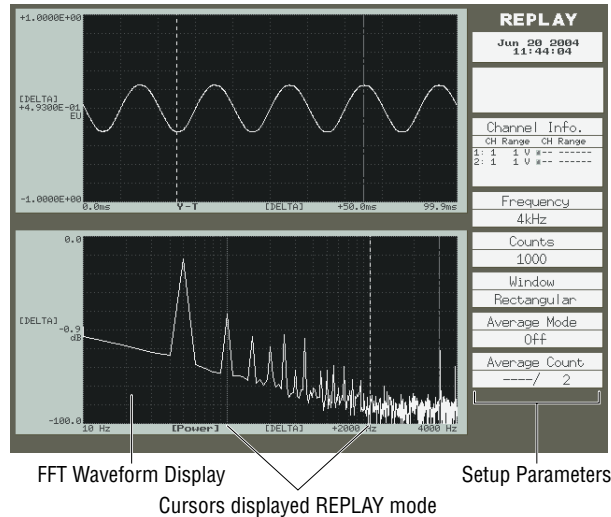 +1.0000E+00
[DELTA]
+4.9300E-01
EU
-1.0000E+00
0.0ms Y-T [DELTA] +50.0ms 99.9ms
0.0
[DELTA]
-0.9
dB
-100.0
10 Hz [Power] [DELTA] +2000 Hz 4000 Hz
REPLAY
Jun 20 2004
11:44:04
Channel Info.
CH Range CH Range
1: 1 1 V *-- ------
2: 1 1 V *-- ------
Frequency
4kHz
Counts
1000
Window
Rectangular
Average Mode
Off
Average Count
----/ 2
FFT Waveform Display
Cursors displayed REPLAY mode
Setup Parameters